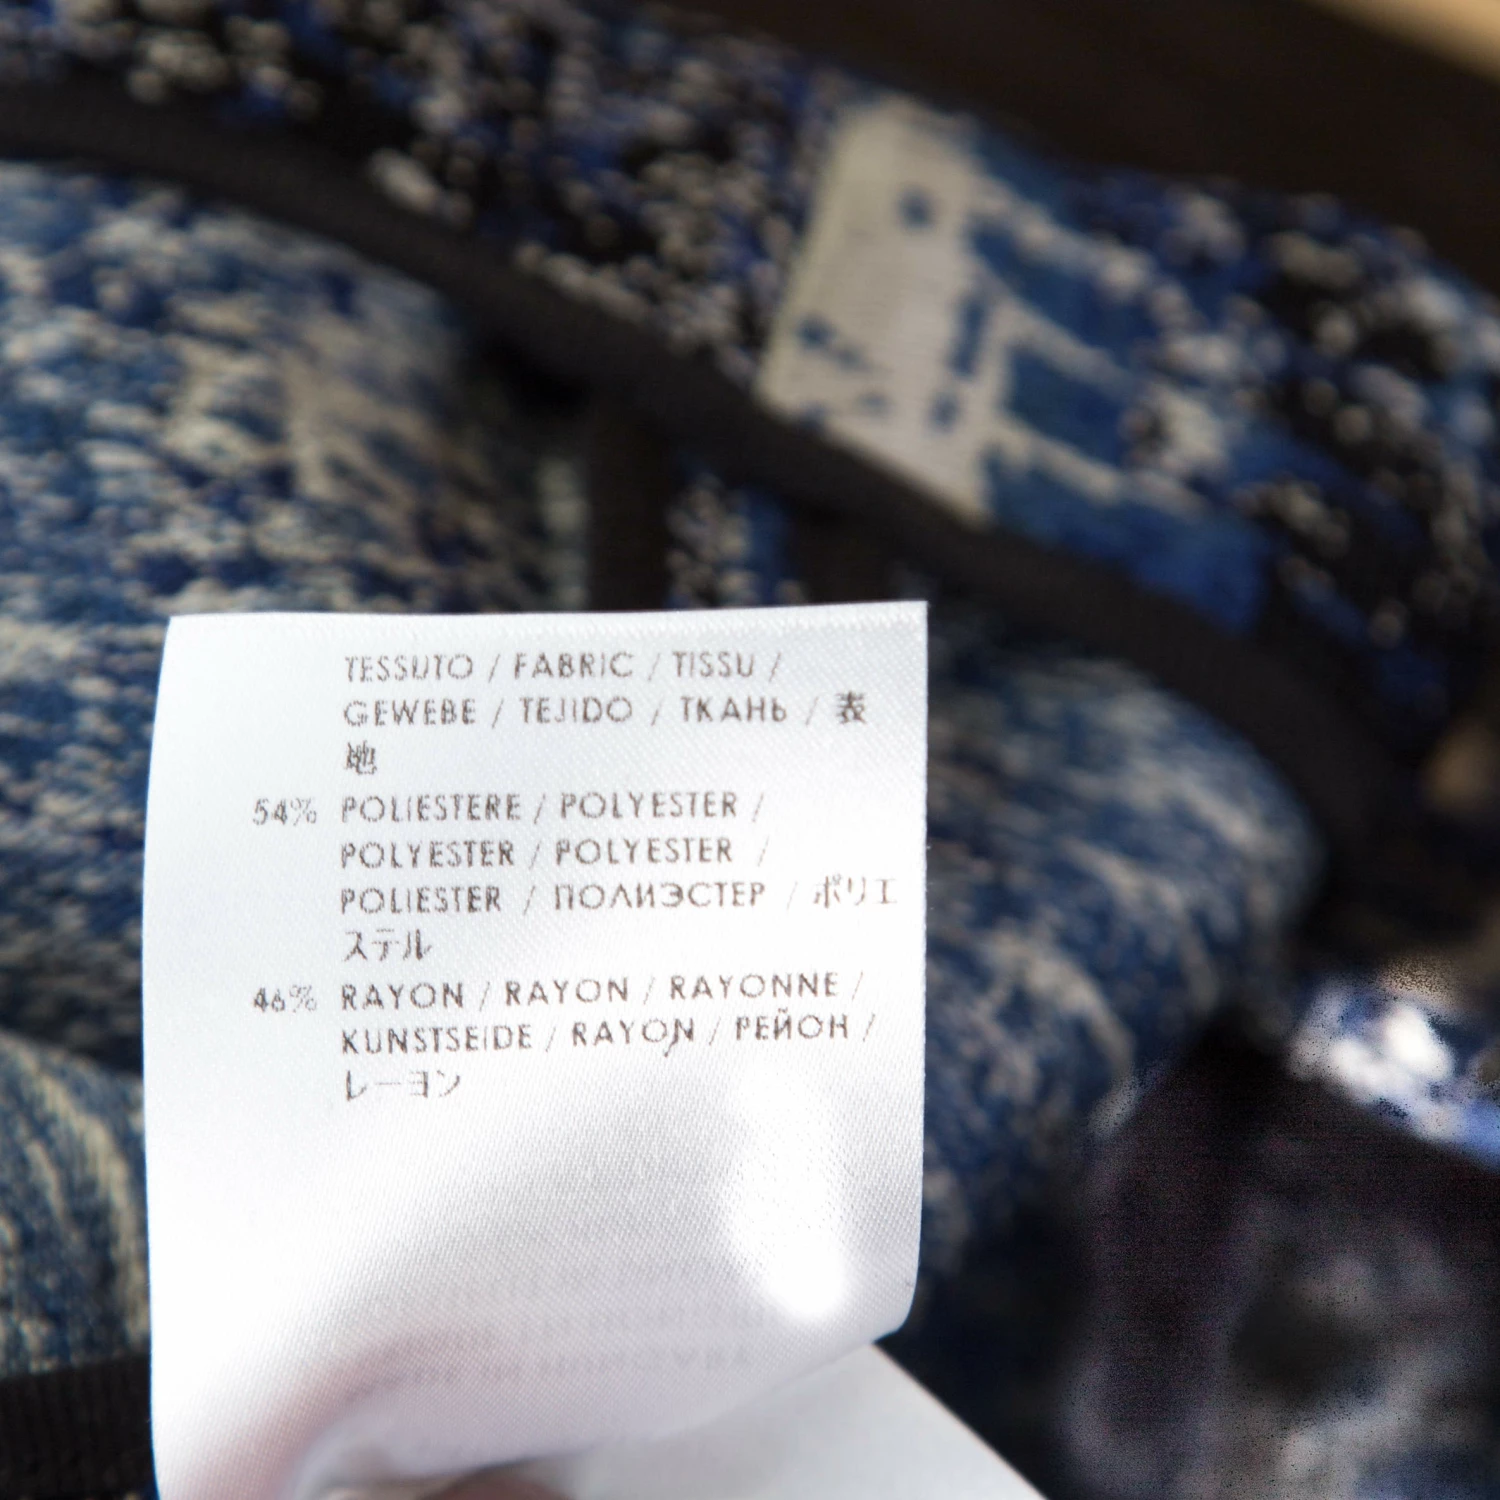 TESSUTO / FABRIC / TISSU /
GEWEBE / TEJIDO / ТКАНЬ / 表
地
54% POLIESTERE / POLYESTER /
POLYESTER / POLYESTER /
POLIESTER / ПОЛИЭСТЕР / ポリエ
ステル
46% RAYON / RAYON / RAYONNE /
KUNSTSEIDE / RAYON / РЕЙОН /
レーヨン